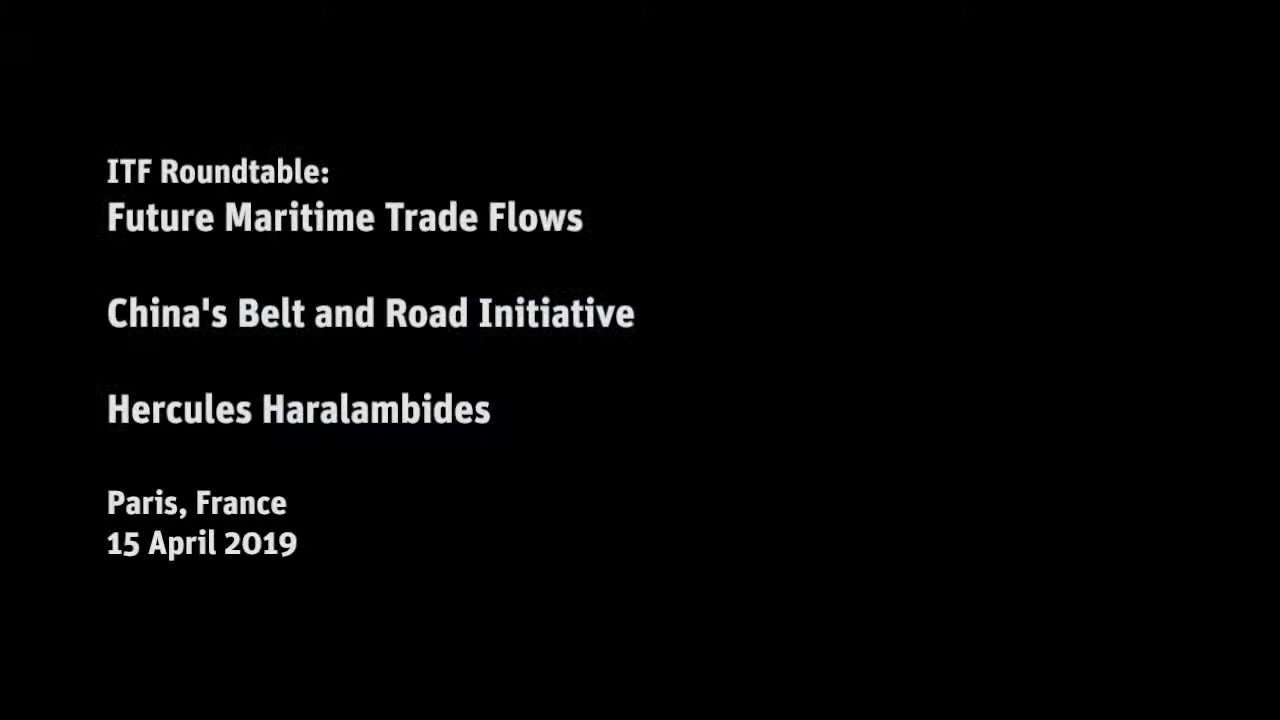 ITF Roundtable:
Future Maritime Trade Flows
China's Belt and Road Initiative
Hercules Haralambides
Paris, France
15 April 2019